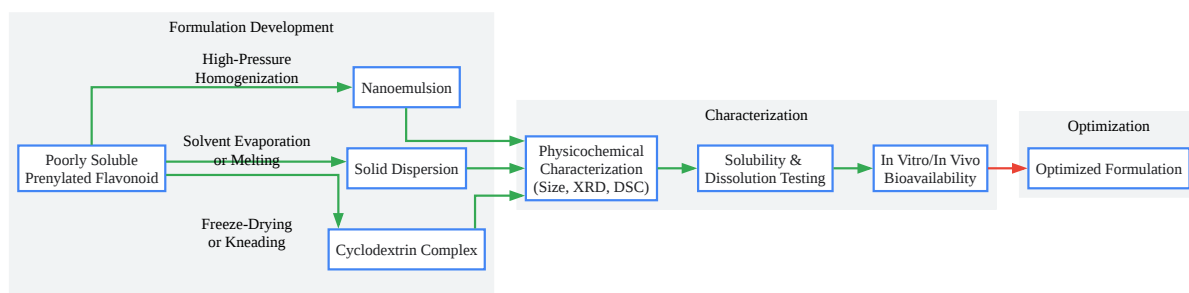 Formulation Development
High-Pressure
Homogenization
Nanoemulsion
Solvent Evaporation
or Melting
Poorly Soluble
Prenylated Flavonoid
Solid Dispersion
Freeze-Drying
or Kneading
Cyclodextrin Complex
Characterization
Physicochemical
Characterization
(Size, XRD, DSC)
Solubility &
Dissolution Testing
In Vitro/In Vivo
Bioavailability
Optimization
Optimized Formulation